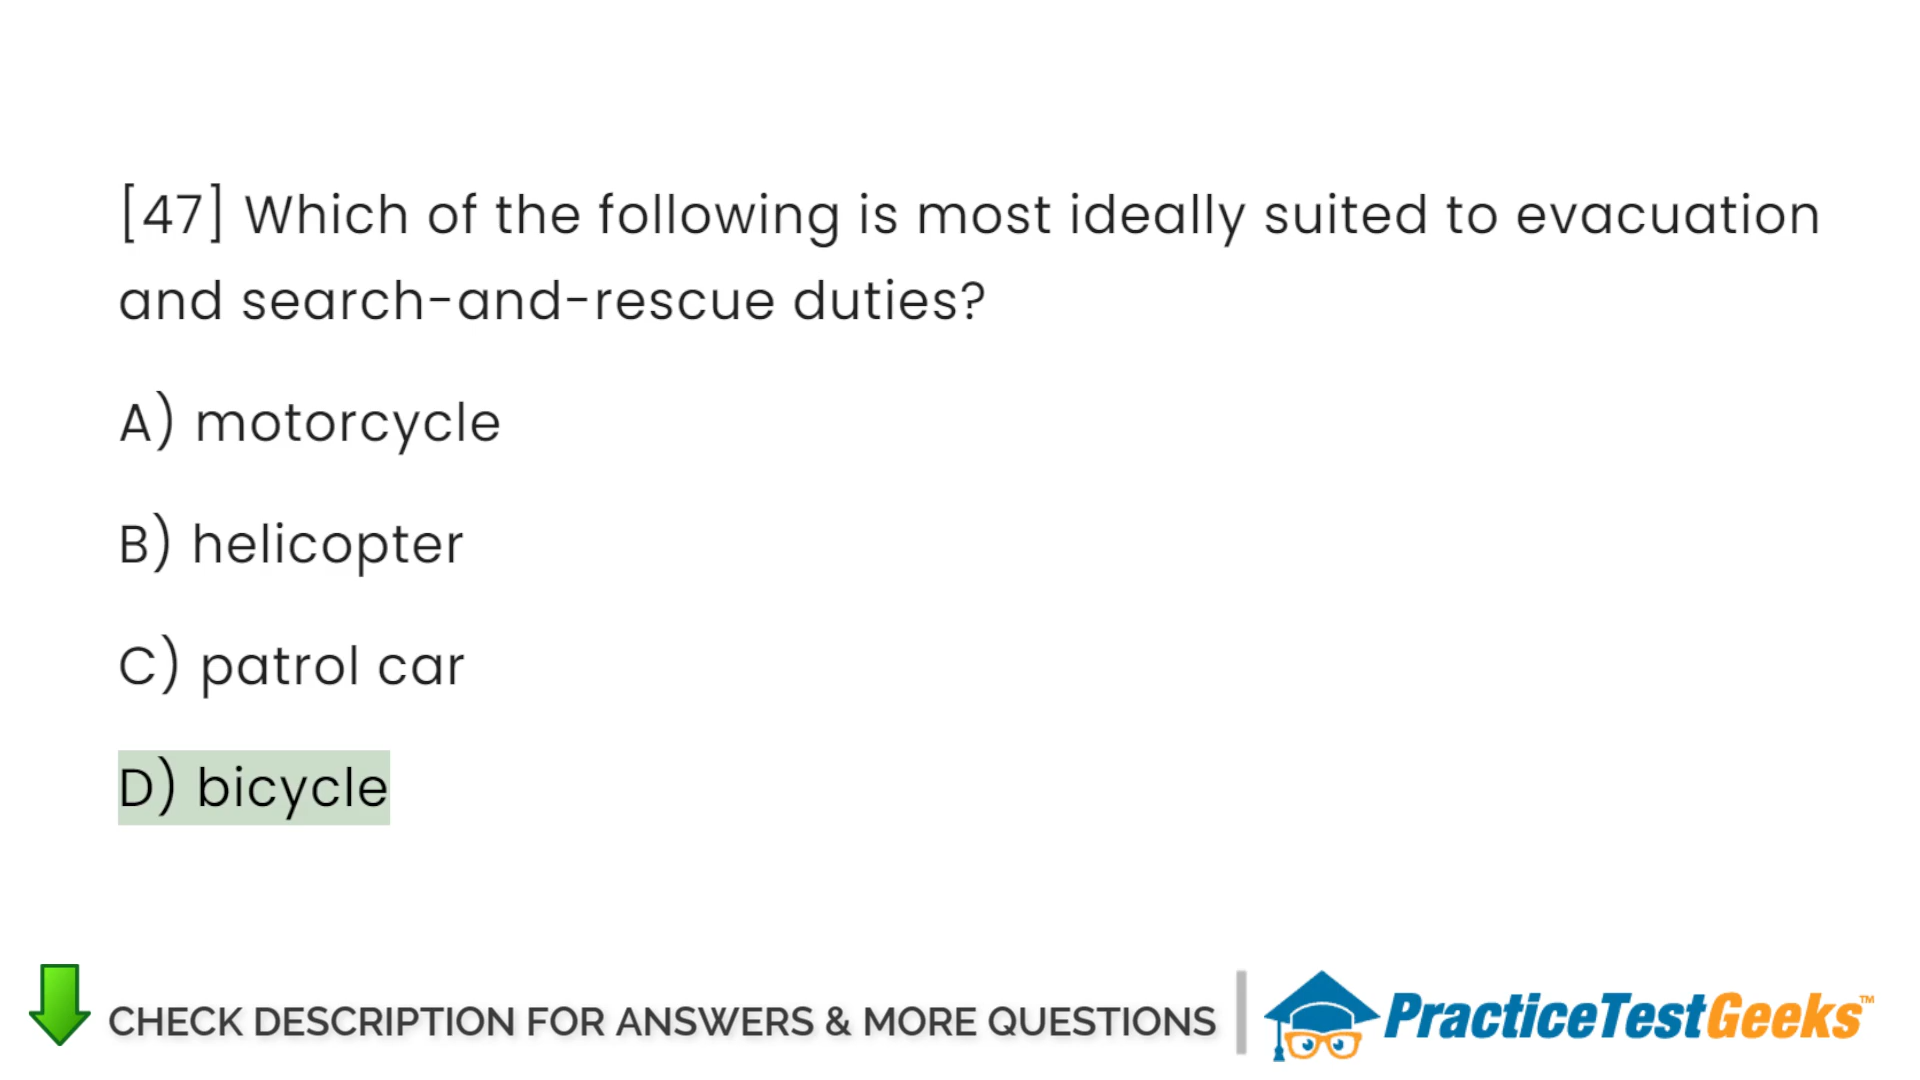 [47] Which of the following is most ideally suited to evacuation
and search-and-rescue duties?
A) motorcycle
B) helicopter
C) patrol car
D) bicycle
CHECK DESCRIPTION FOR ANSWERS & MORE QUESTIONS
PracticeTestGeeks™